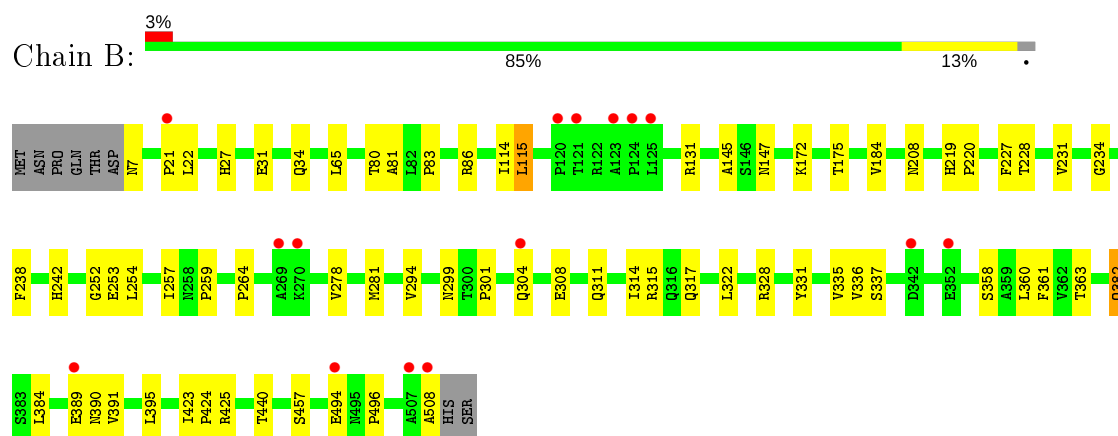 3%
Chain B:
85%
13%
MET ASN PRO GLN THR ASP N7 P21 L22 H27 E31 Q34 L65 T80 A81 L82 P83 R86 I114 L115 P120 T121 R122 A123 P124 L125 R131 A145 S146 N147 K172 T175 V184 N208 H219 P220 F227 T228 V231 G234
F238 H242 G252 E253 L254 I257 N258 P259 P264 A269 K270 V278 M281 V294 N299 T300 P301 Q304 E308 Q311 I314 R315 Q316 Q317 L322 R328 Y331 V335 V336 S337 D342 E352 S358 A359 L360 F361 V362 T363
S383 L384 E389 N390 V391 L395 I423 P424 R425 T440 S457 E494 N495 P496 A507 A508 HIS SER